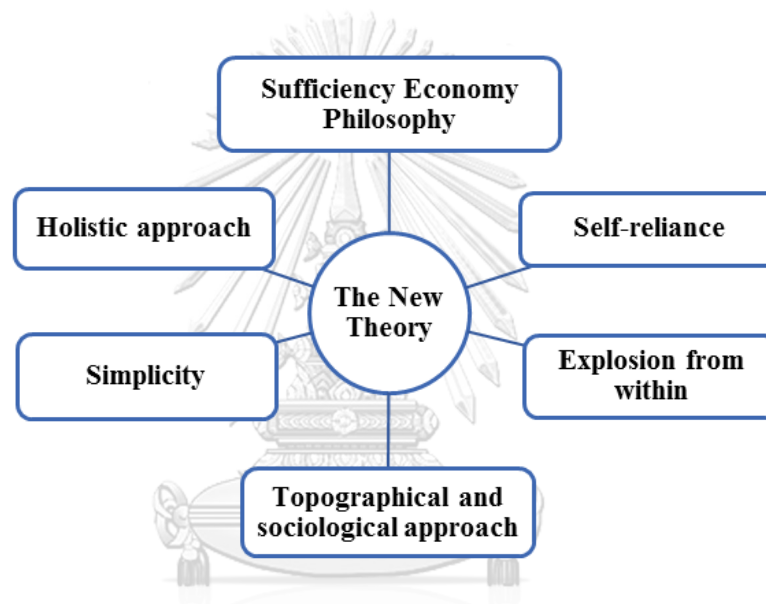 Sufficiency Economy
Philosophy
Holistic approach
Self-reliance
The New
Theory
Simplicity
Explosion from
within
Topographical and
sociological approach